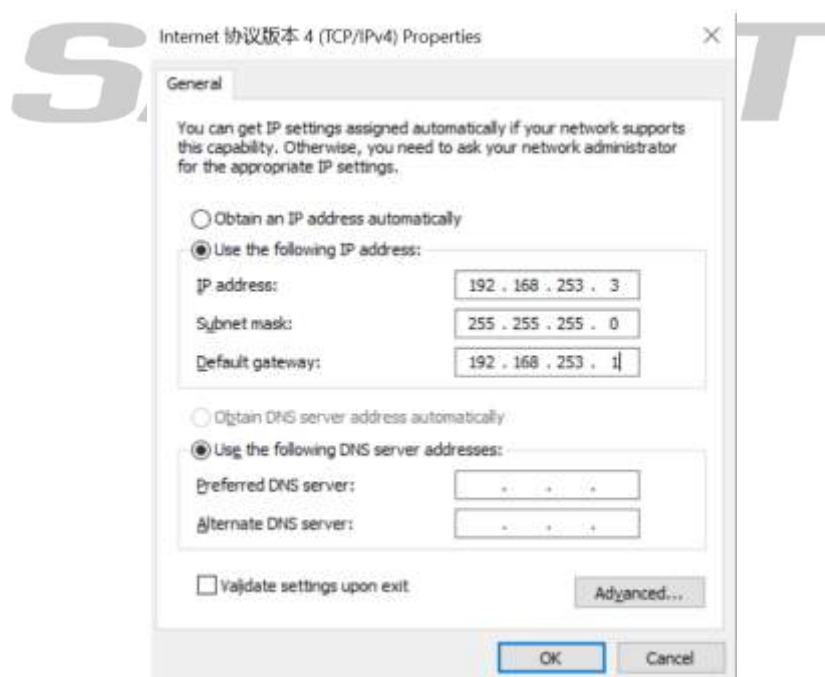 Internet 协议版本 4 (TCP/IPv4) Properties
General
You can get IP settings assigned automatically if your network supports
this capability. Otherwise, you need to ask your network administrator
for the appropriate IP settings.
Obtain an IP address automatically
Use the following IP address:
IP address: 192 . 168 . 253 . 3
Subnet mask: 255 . 255 . 255 . 0
Default gateway: 192 . 168 . 253 . 1
Obtain DNS server address automatically
Use the following DNS server addresses:
Preferred DNS server: . . .
Alternate DNS server: . . .
Validate settings upon exit
Advanced...
OK Cancel